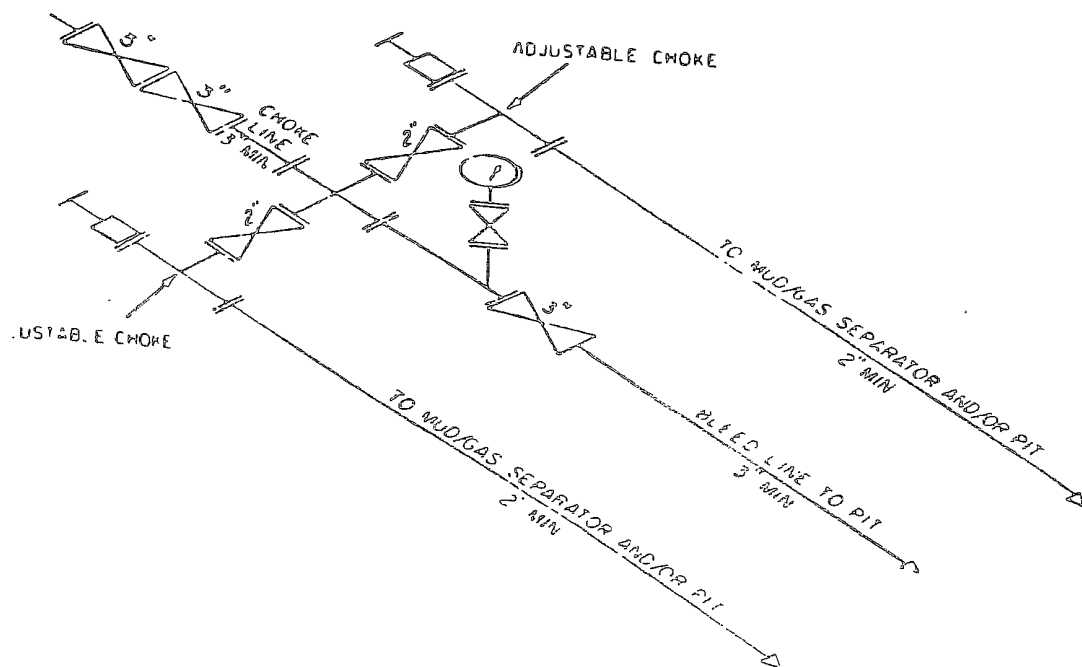 3"
3"
CHOKE
LINE
3" MIN
ADJUSTABLE CHOKE
2"
2"
3"
.USTABLE CHOKE
TO MUD/GAS SEPARATOR AND/OR PIT
2" MIN
BLEED LINE TO PIT
3" MIN
TO MUD/GAS SEPARATOR AND/OR PIT
2" MIN